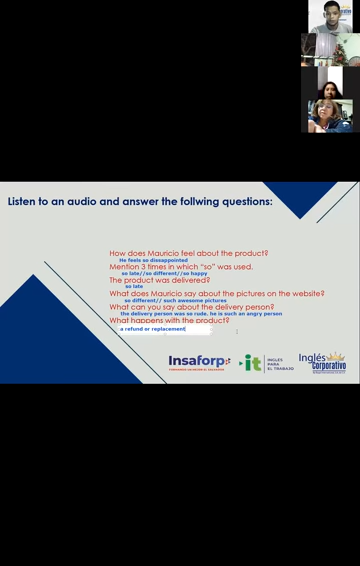 Listen to an audio and answer the follwing questions:
How does Mauricio feel about the product?
He feels so dissappointed
Mention 3 times in which "so" was used.
so late//so different//so happy
The product was delivered?
so late
What does Mauricio say about the pictures on the website?
so different// such awesome pictures
What can you say about the delivery person?
the delivery person was so rude. he is such an angry person
What happens with the product?
a refund or replacement
Insaforp
it
INGLÉS
PARA
EL TRABAJO
Inglés
Corporativo